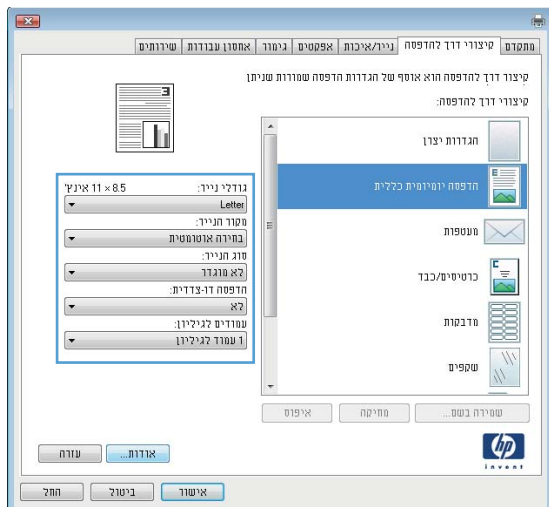 מתקדם קיצורי דרך להדפסה נייר/איכות אפקטים גימור אחסון עבודות שירותים
קיצור דרך להדפסה הוא אוסף של הגדרות הדפסה שמורות שניתן
קיצורי דרך להדפסה:
הגדרות יצרן
הדפסה יומיומית כללית
מעטפות
כרטיסים/כבד
מדבקות
שקפים
גודלי נייר: 8.5 × 11 אינץ'
Letter
מקור הנייר:
בחירה אוטומטית
סוג הנייר:
לא מוגדר
הדפסה דו-צדדית:
לא
עמודים לגיליון:
1 עמוד לגיליון
שמירה בשם... מחיקה איפוס
hp
invent
אודות... עזרה
אישור ביטול החל